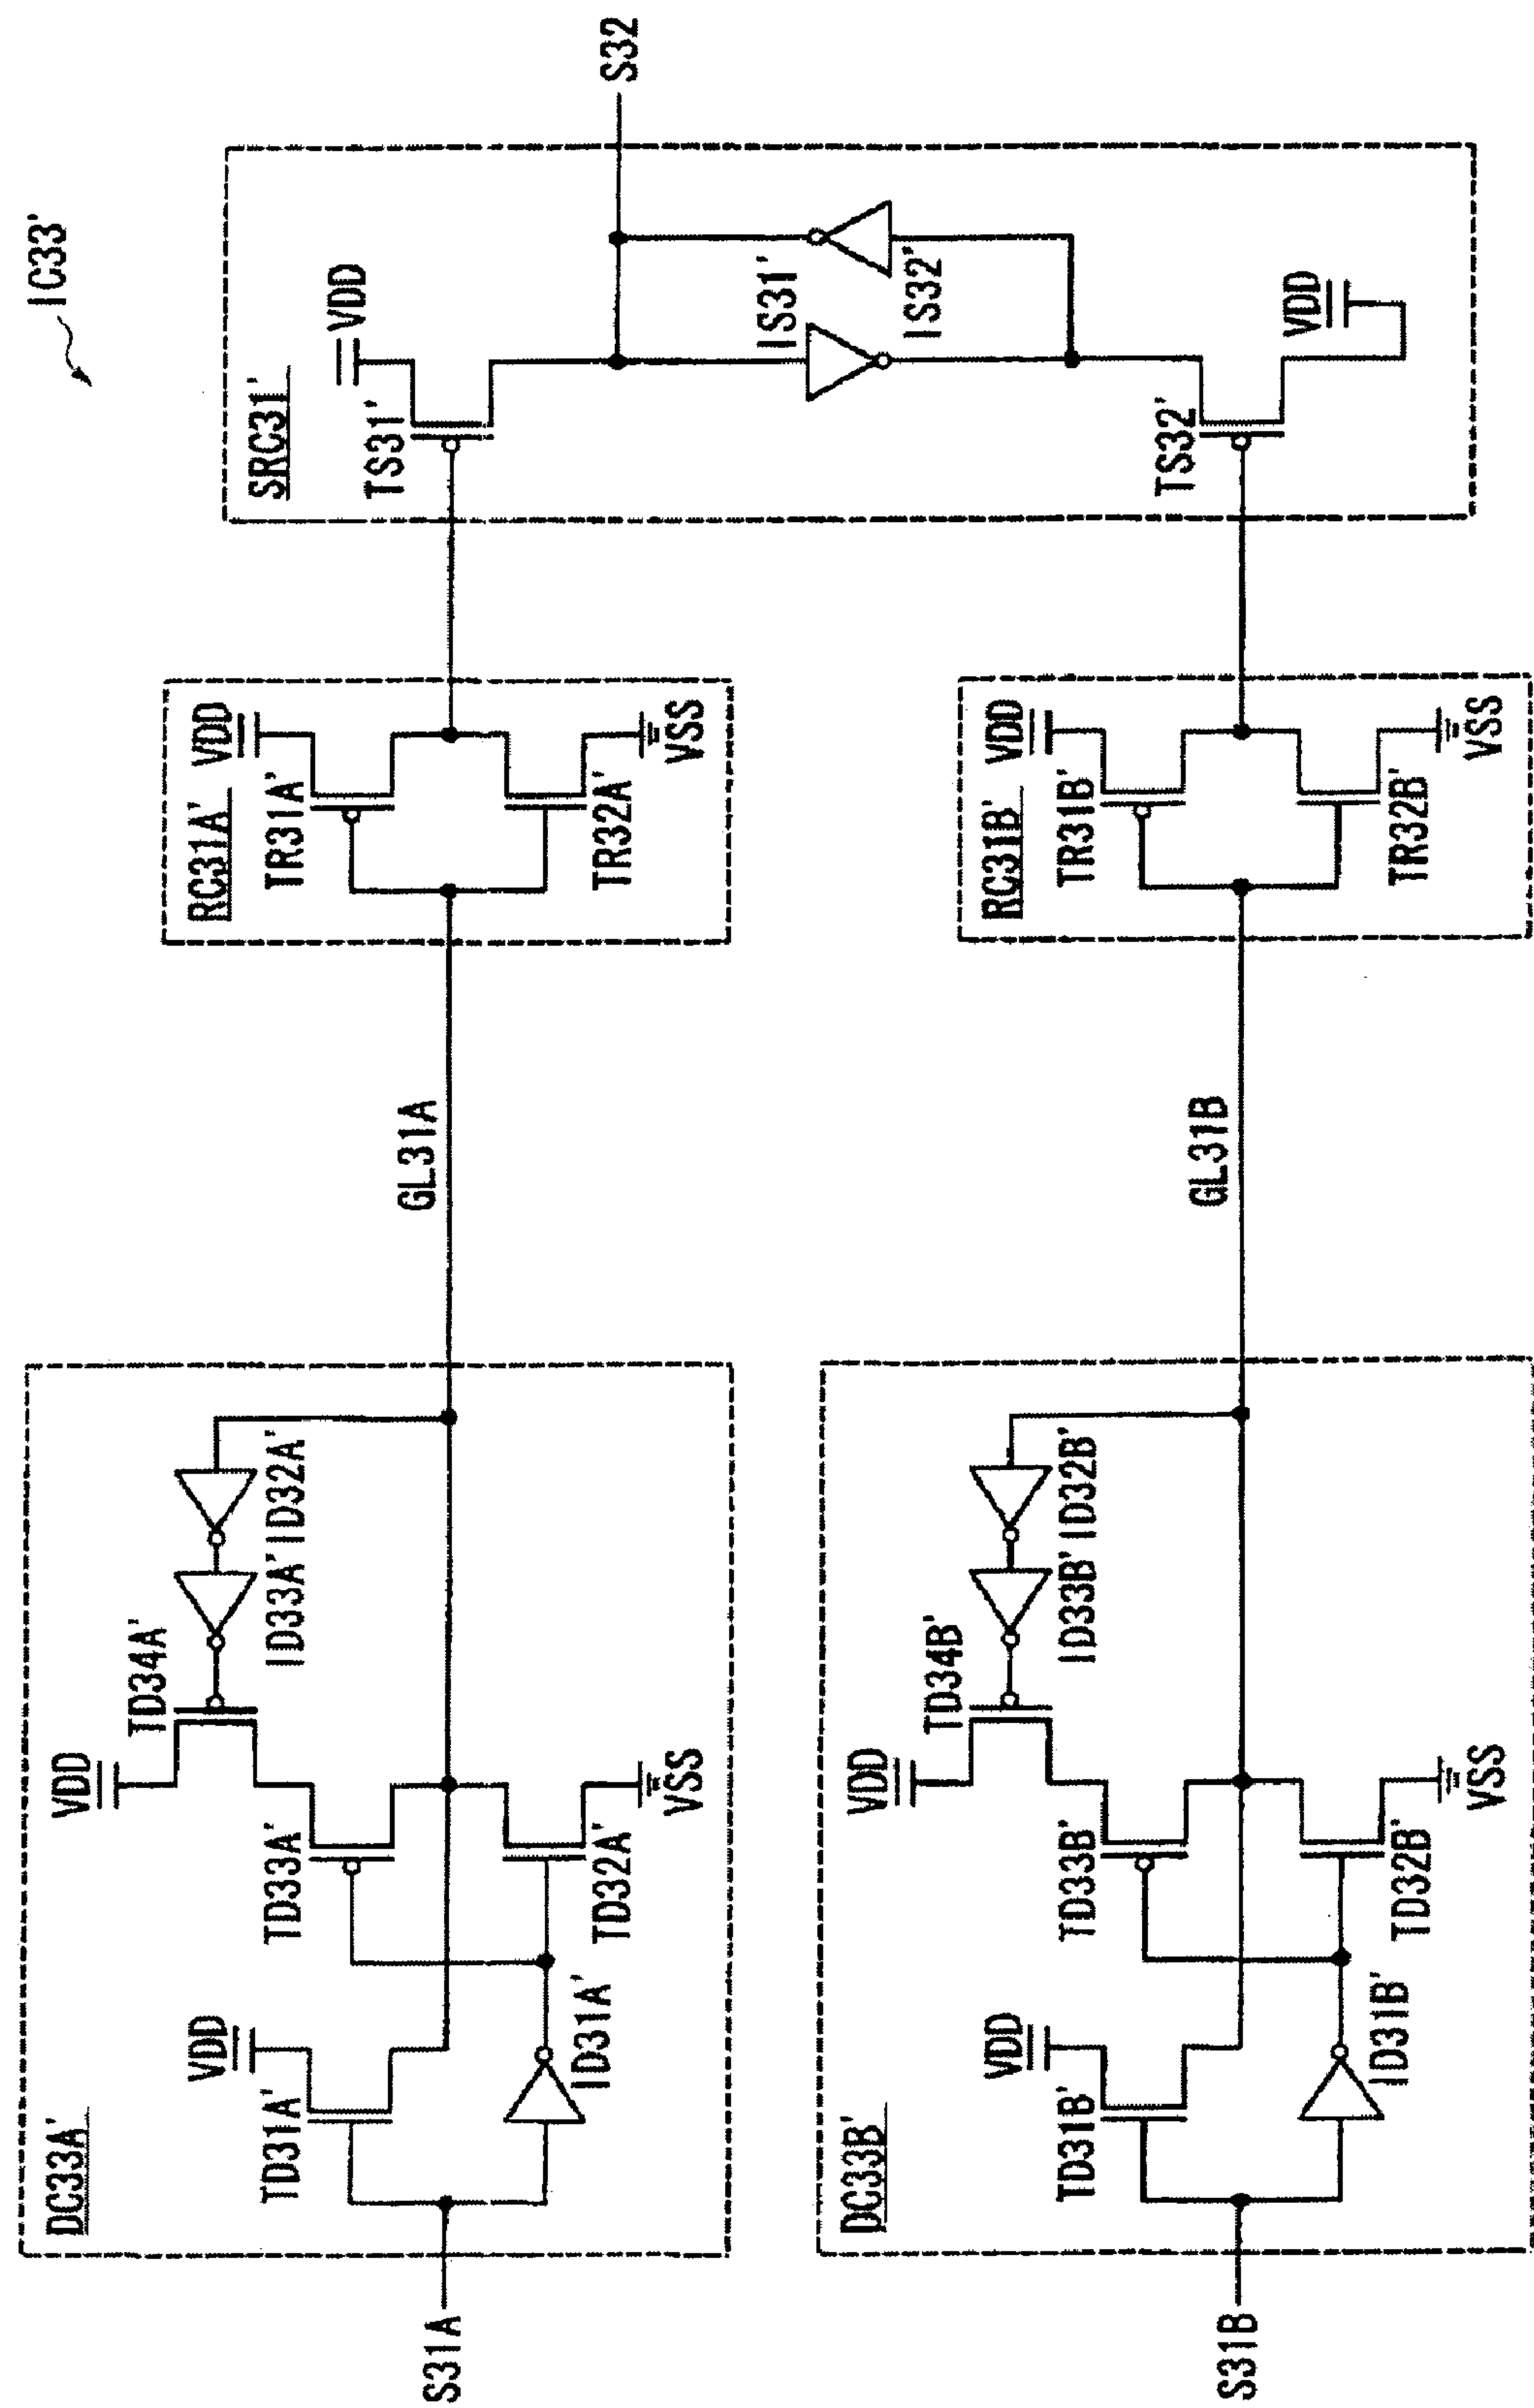 IC33'
DC33A'
S31A
TD31A'
VDD
ID31A'
TD33A'
VDD
TD34A'
TD32A'
VSS
ID33A'
ID32A'
GL31A
RC31A'
TR31A'
VDD
TR32A'
VSS
SRC31'
TS31'
VDD
IS31'
IS32'
TS32'
VDD
S32
DC33B'
S31B
TD31B'
VDD
ID31B'
TD33B'
VDD
TD34B'
TD32B'
VSS
ID33B'
ID32B'
GL31B
RC31B'
TR31B'
VDD
TR32B'
VSS